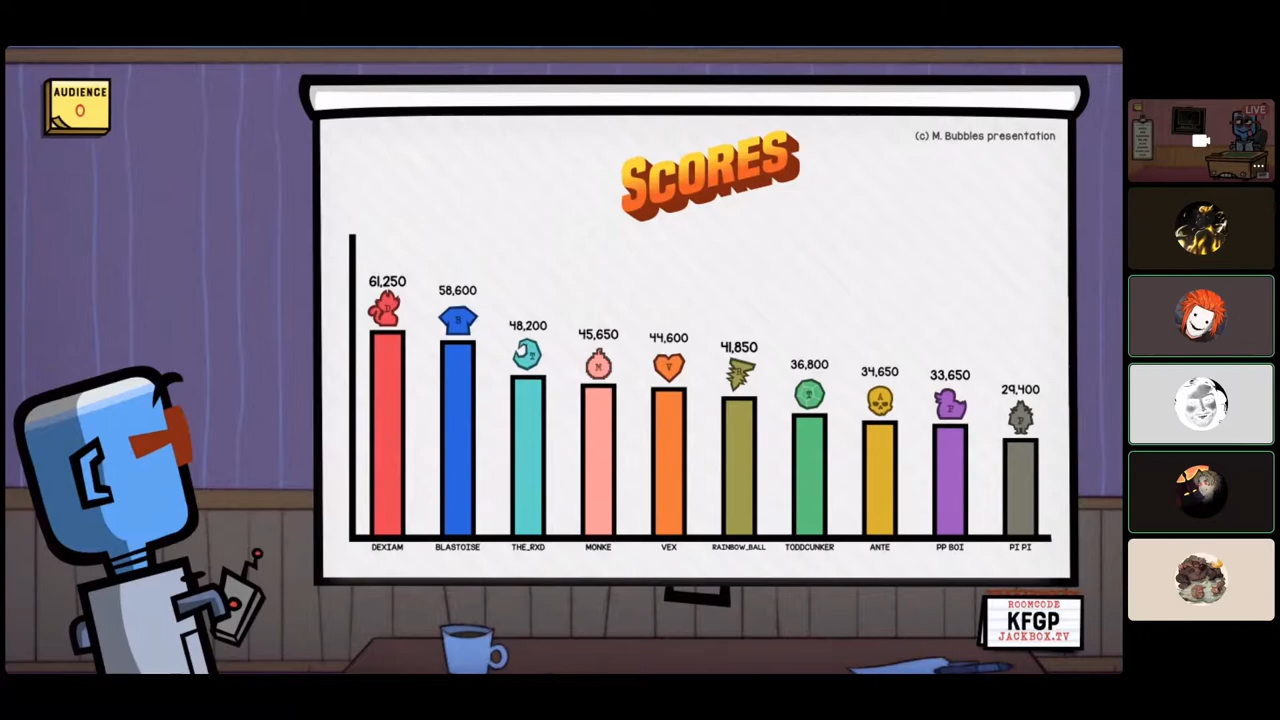 AUDIENCE
0
(c) M. Bubbles presentation
SCORES
61,250
58,600
48,200
45,650
44,600
41,850
36,800
34,650
33,650
29,400
D
B
T
M
V
R
T
A
P
P
DEXIAM
BLASTOISE
THE_RXD
MONKE
VEX
RAINBOW_BALL
TODDCUNKER
ANTE
PP BOI
PI PI
ROOMCODE
KFGP
JACKBOX.TV
LIVE